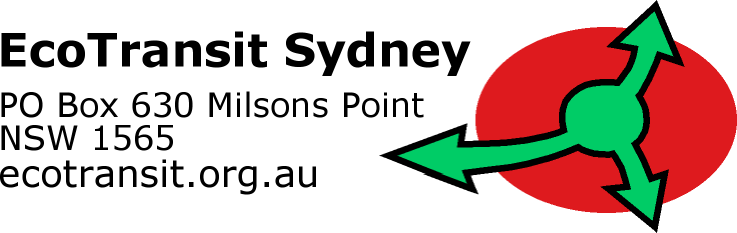 EcoTransit Sydney
PO Box 630 Milsons Point
NSW 1565
ecotransit.org.au